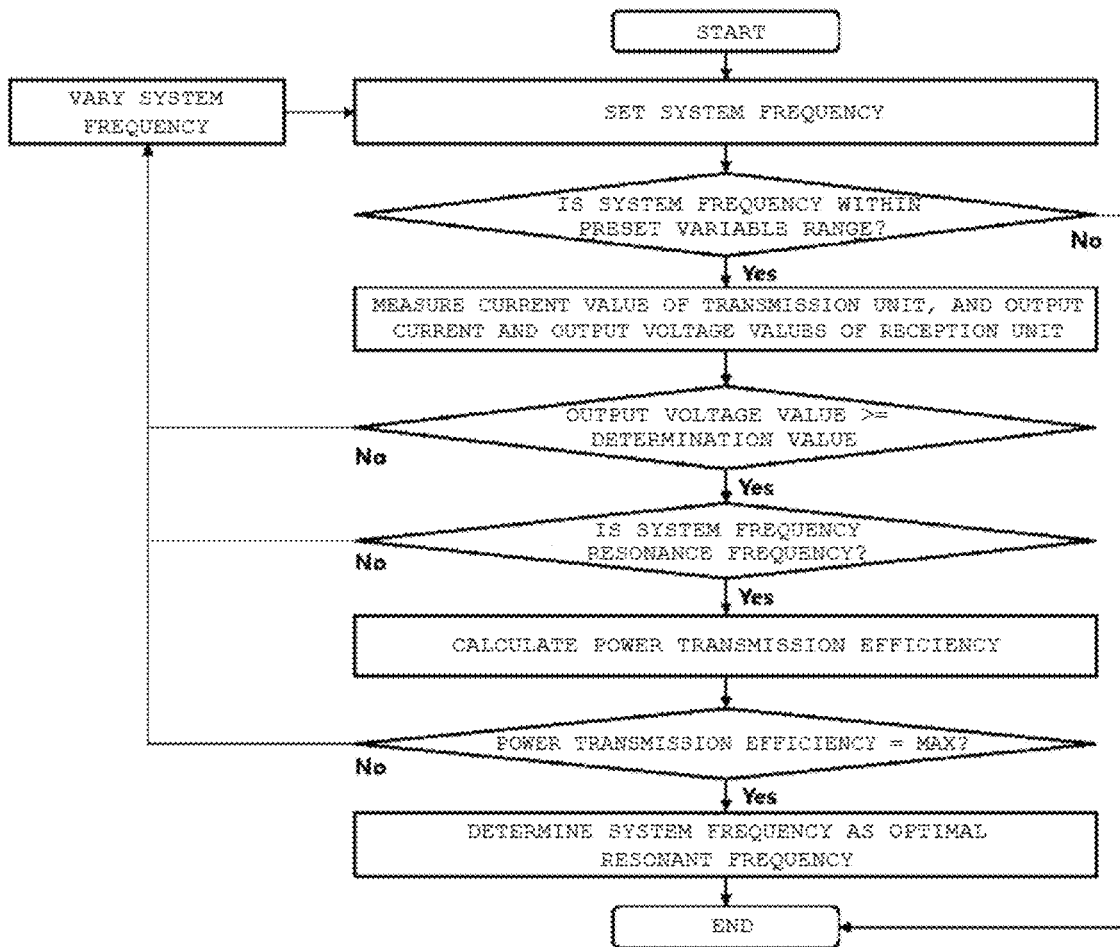 START
VARY SYSTEM
FREQUENCY
SET SYSTEM FREQUENCY
IS SYSTEM FREQUENCY WITHIN
PRESET VARIABLE RANGE?
No
Yes
MEASURE CURRENT VALUE OF TRANSMISSION UNIT, AND OUTPUT
CURRENT AND OUTPUT VOLTAGE VALUES OF RECEPTION UNIT
OUTPUT VOLTAGE VALUE >=
DETERMINATION VALUE
No
Yes
IS SYSTEM FREQUENCY
RESONANCE FREQUENCY?
No
Yes
CALCULATE POWER TRANSMISSION EFFICIENCY
POWER TRANSMISSION EFFICIENCY = MAX?
No
Yes
DETERMINE SYSTEM FREQUENCY AS OPTIMAL
RESONANT FREQUENCY
END